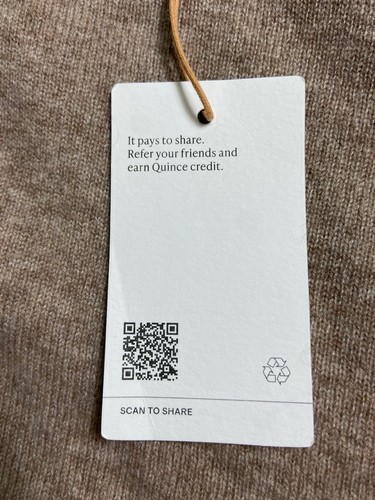 It pays to share.
Refer your friends and
earn Quince credit.
SCAN TO SHARE